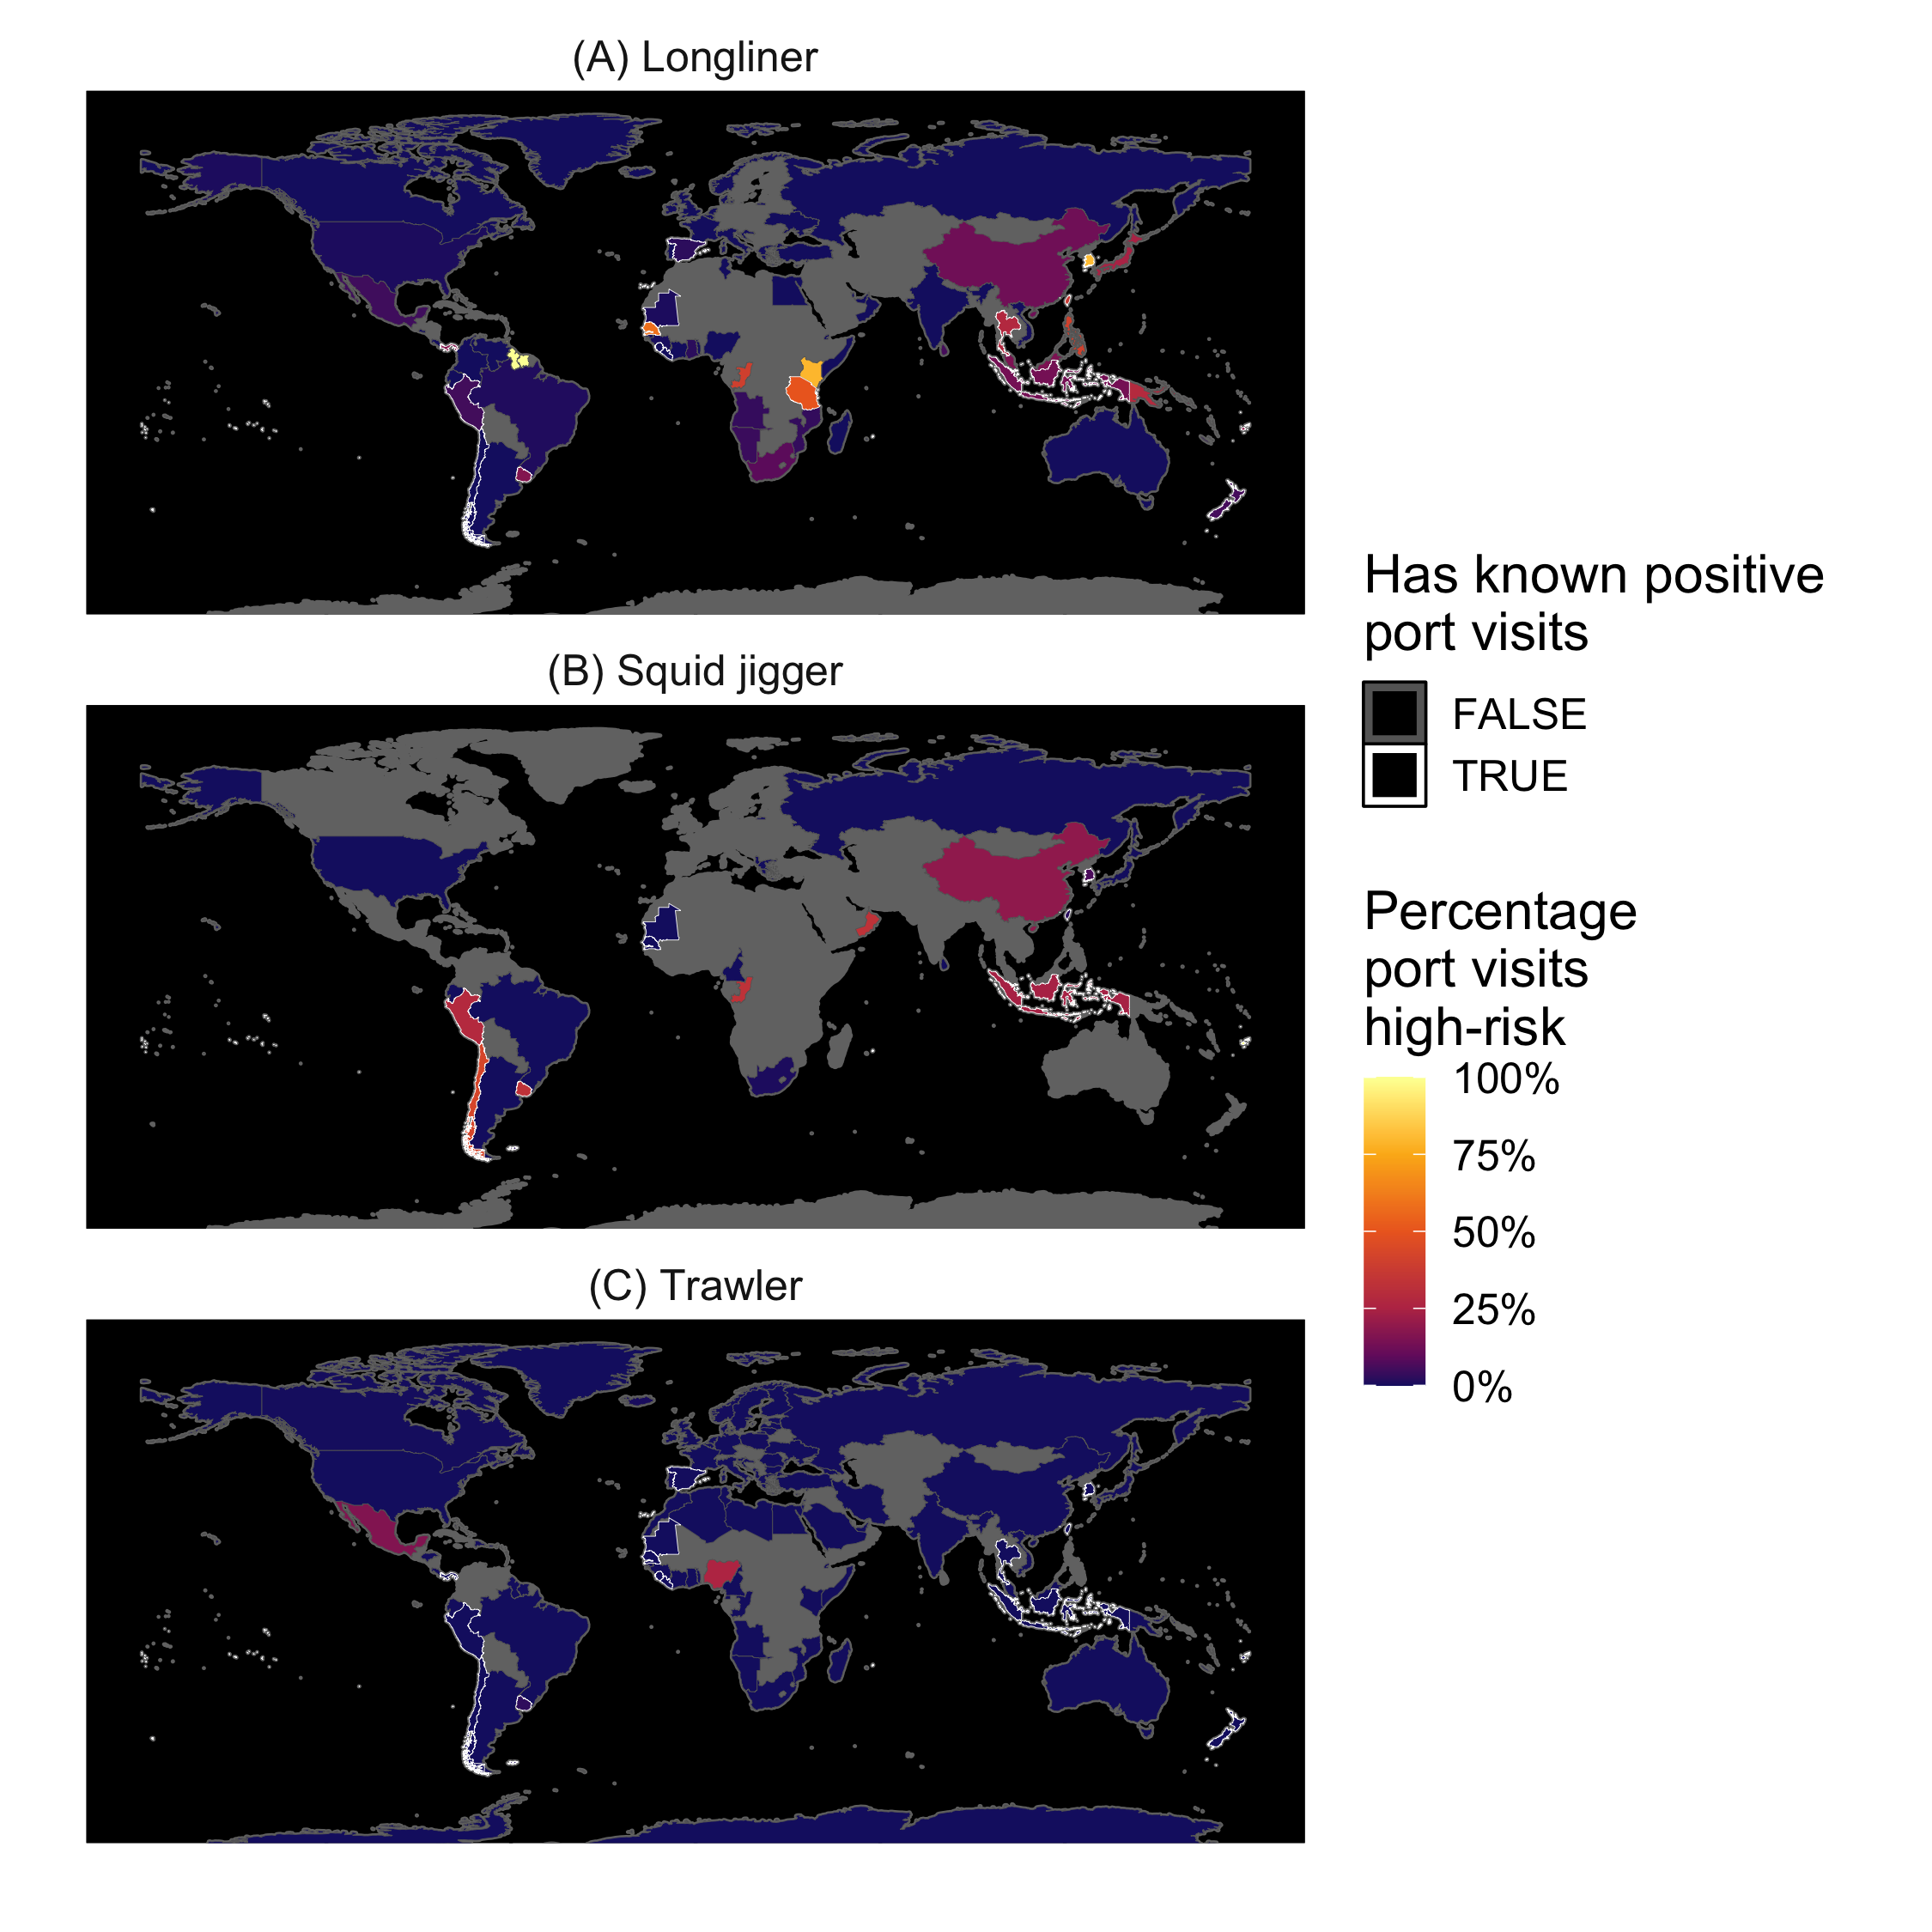 (A) Longliner
(B) Squid jigger
(C) Trawler
Has known positive
port visits
FALSE
TRUE
Percentage
port visits
high-risk
100%
75%
50%
25%
0%